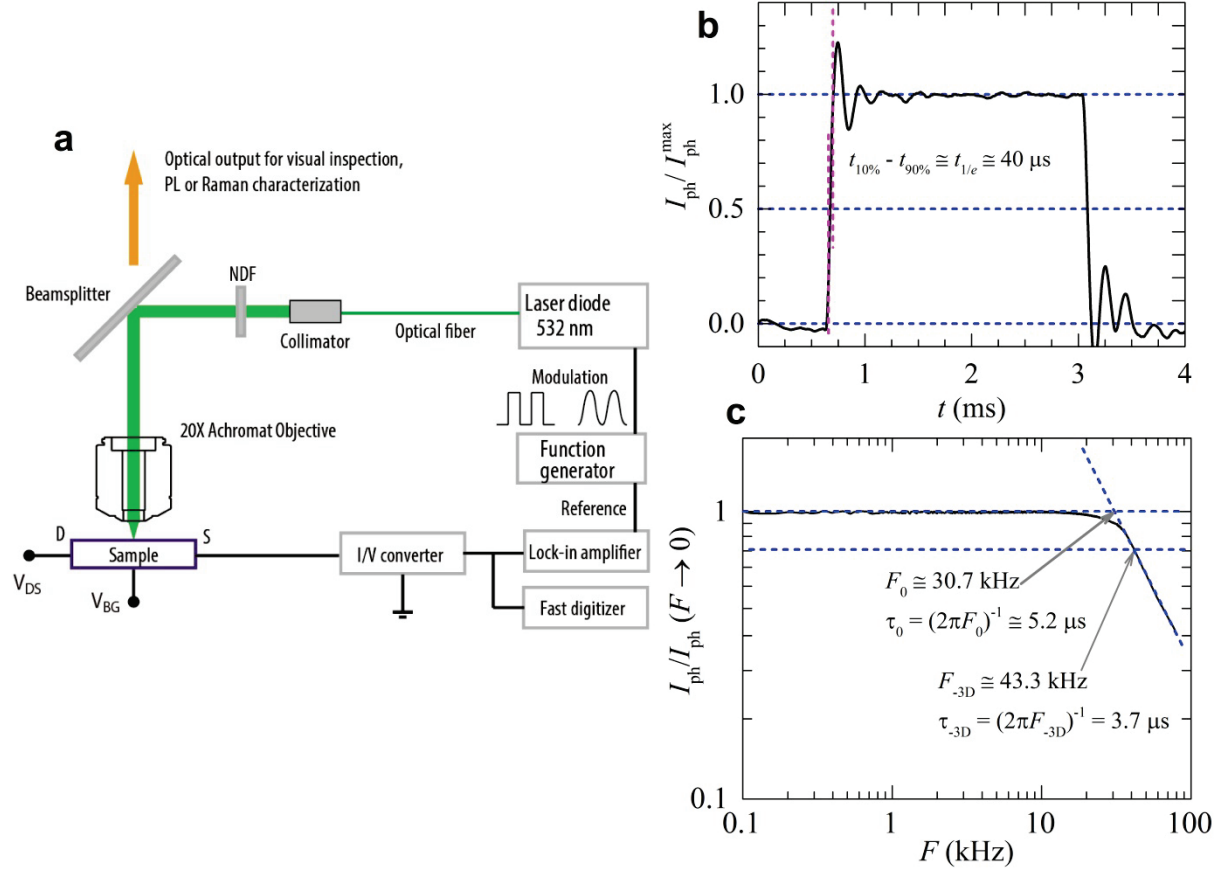 a
Optical output for visual inspection,
PL or Raman characterization
Beamsplitter
NDF
Collimator
Optical fiber
Laser diode
532 nm
Modulation
20X Achromat Objective
Function
generator
Reference
D
S
Sample
I/V converter
Lock-in amplifier
Fast digitizer
V_DS
V_BG
b
I_ph / I_ph^max
1.0
0.5
0.0
t_10% - t_90% ≅ t_1/e ≅ 40 μs
0
1
2
3
4
t (ms)
c
I_ph/I_ph (F → 0)
1
0.1
F_0 ≅ 30.7 kHz
τ_0 = (2πF_0)^-1 ≅ 5.2 μs
F_-3D ≅ 43.3 kHz
τ_-3D = (2πF_-3D)^-1 = 3.7 μs
0.1
1
10
100
F (kHz)